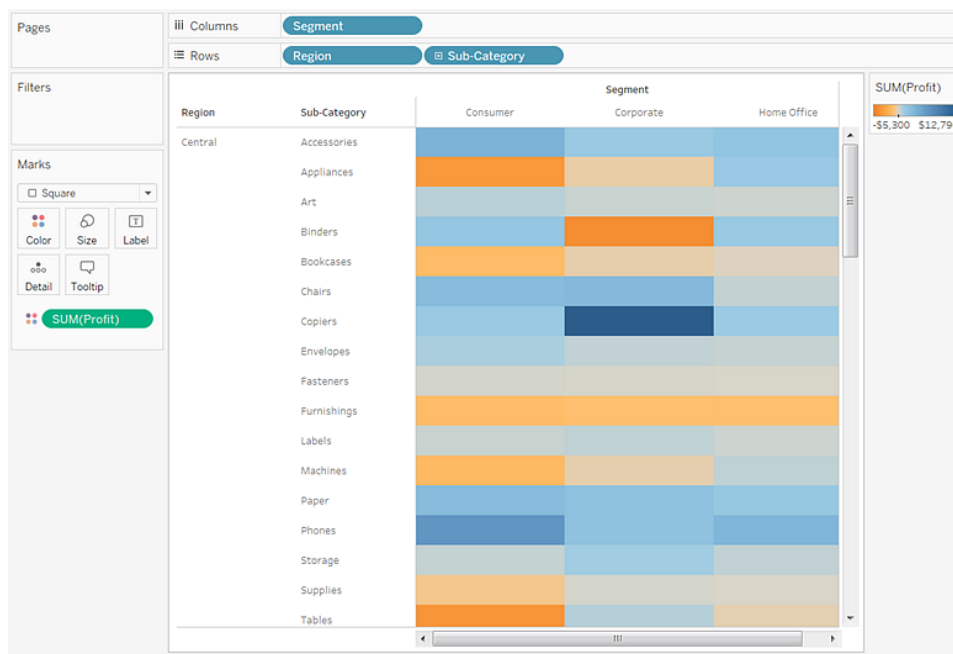 Pages
Columns Segment
Rows Region Sub-Category
Filters
Marks
Square
Color Size Label
Detail Tooltip
SUM(Profit)
Segment
Region Sub-Category Consumer Corporate Home Office
Central Accessories
Appliances
Art
Binders
Bookcases
Chairs
Copiers
Envelopes
Fasteners
Furnishings
Labels
Machines
Paper
Phones
Storage
Supplies
Tables
SUM(Profit)
-$5,300